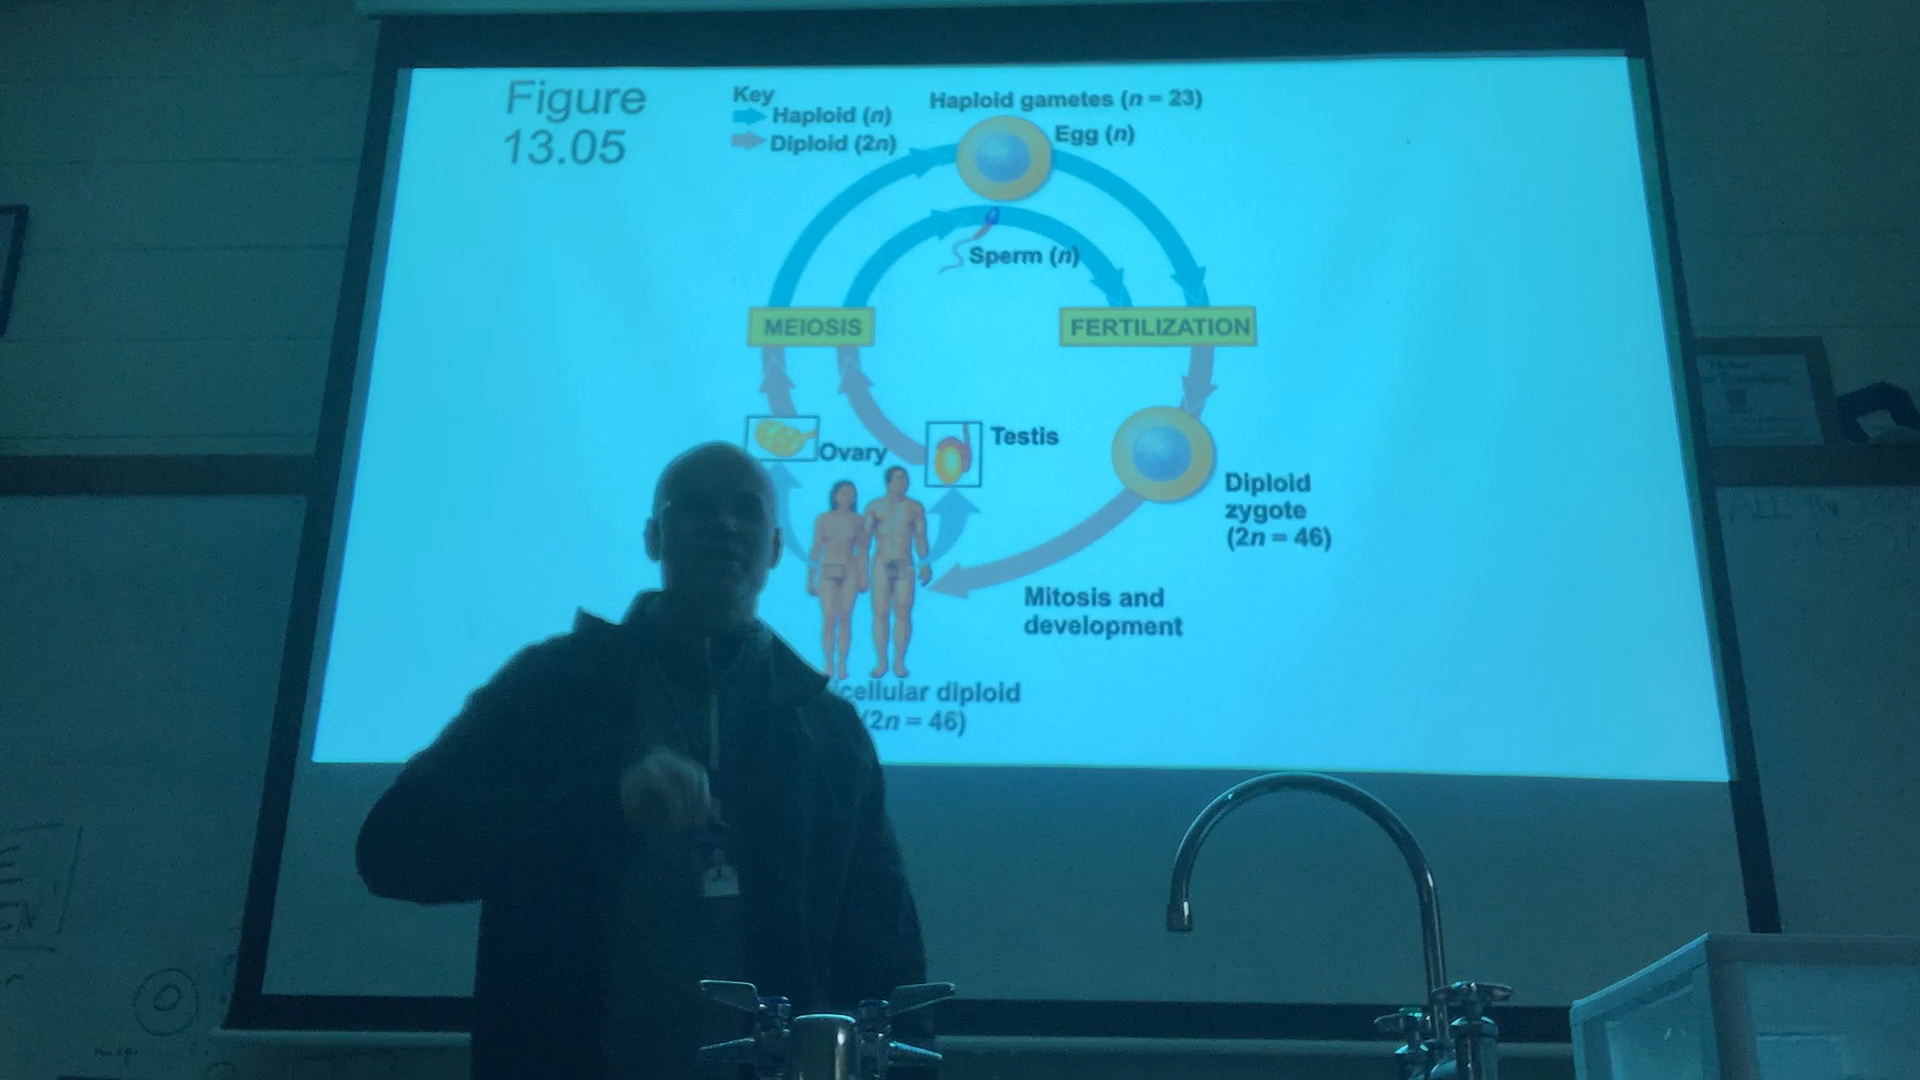 Figure
13.05
Key
Haploid (n)
Diploid (2n)
Haploid gametes (n = 23)
Egg (n)
Sperm (n)
MEIOSIS
FERTILIZATION
Ovary
Testis
Diploid
zygote
(2n = 46)
Mitosis and
development
cellular diploid
(2n = 46)